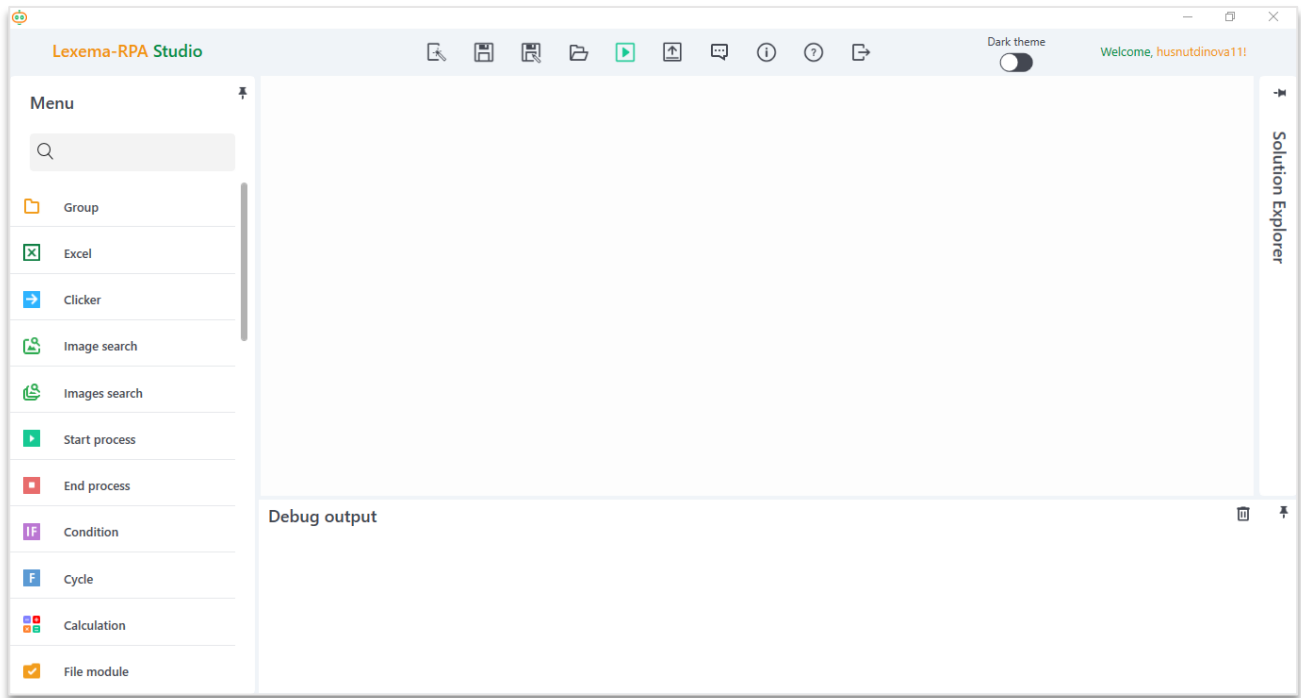 Lexema-RPA Studio
Dark theme
Welcome, husnutdinova11!
Menu
Group
Excel
Clicker
Image search
Images search
Start process
End process
IF Condition
F Cycle
Calculation
File module
Solution Explorer
Debug output